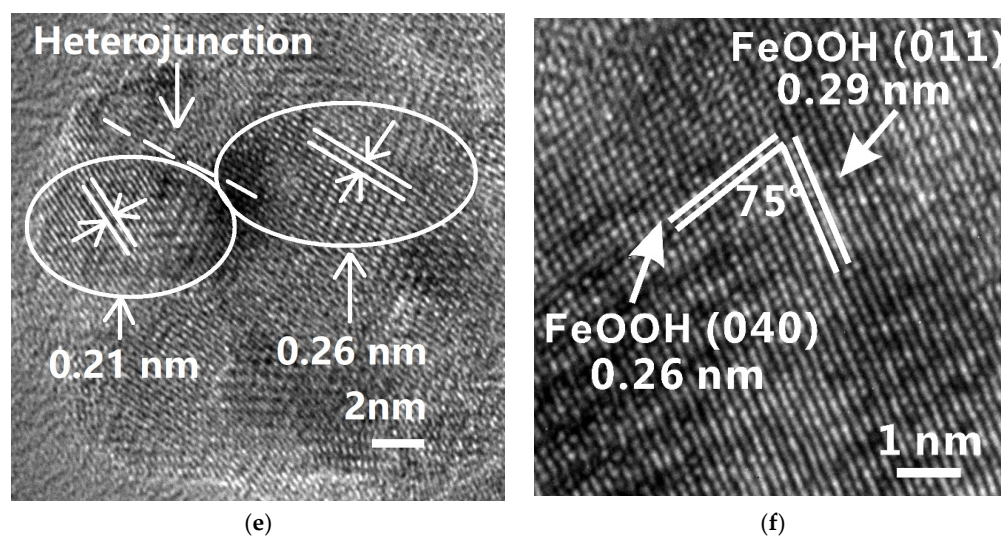 Heterojunction
0.21 nm
0.26 nm
2nm
(e)
FeOOH (011)
0.29 nm
75°
FeOOH (040)
0.26 nm
1 nm
(f)